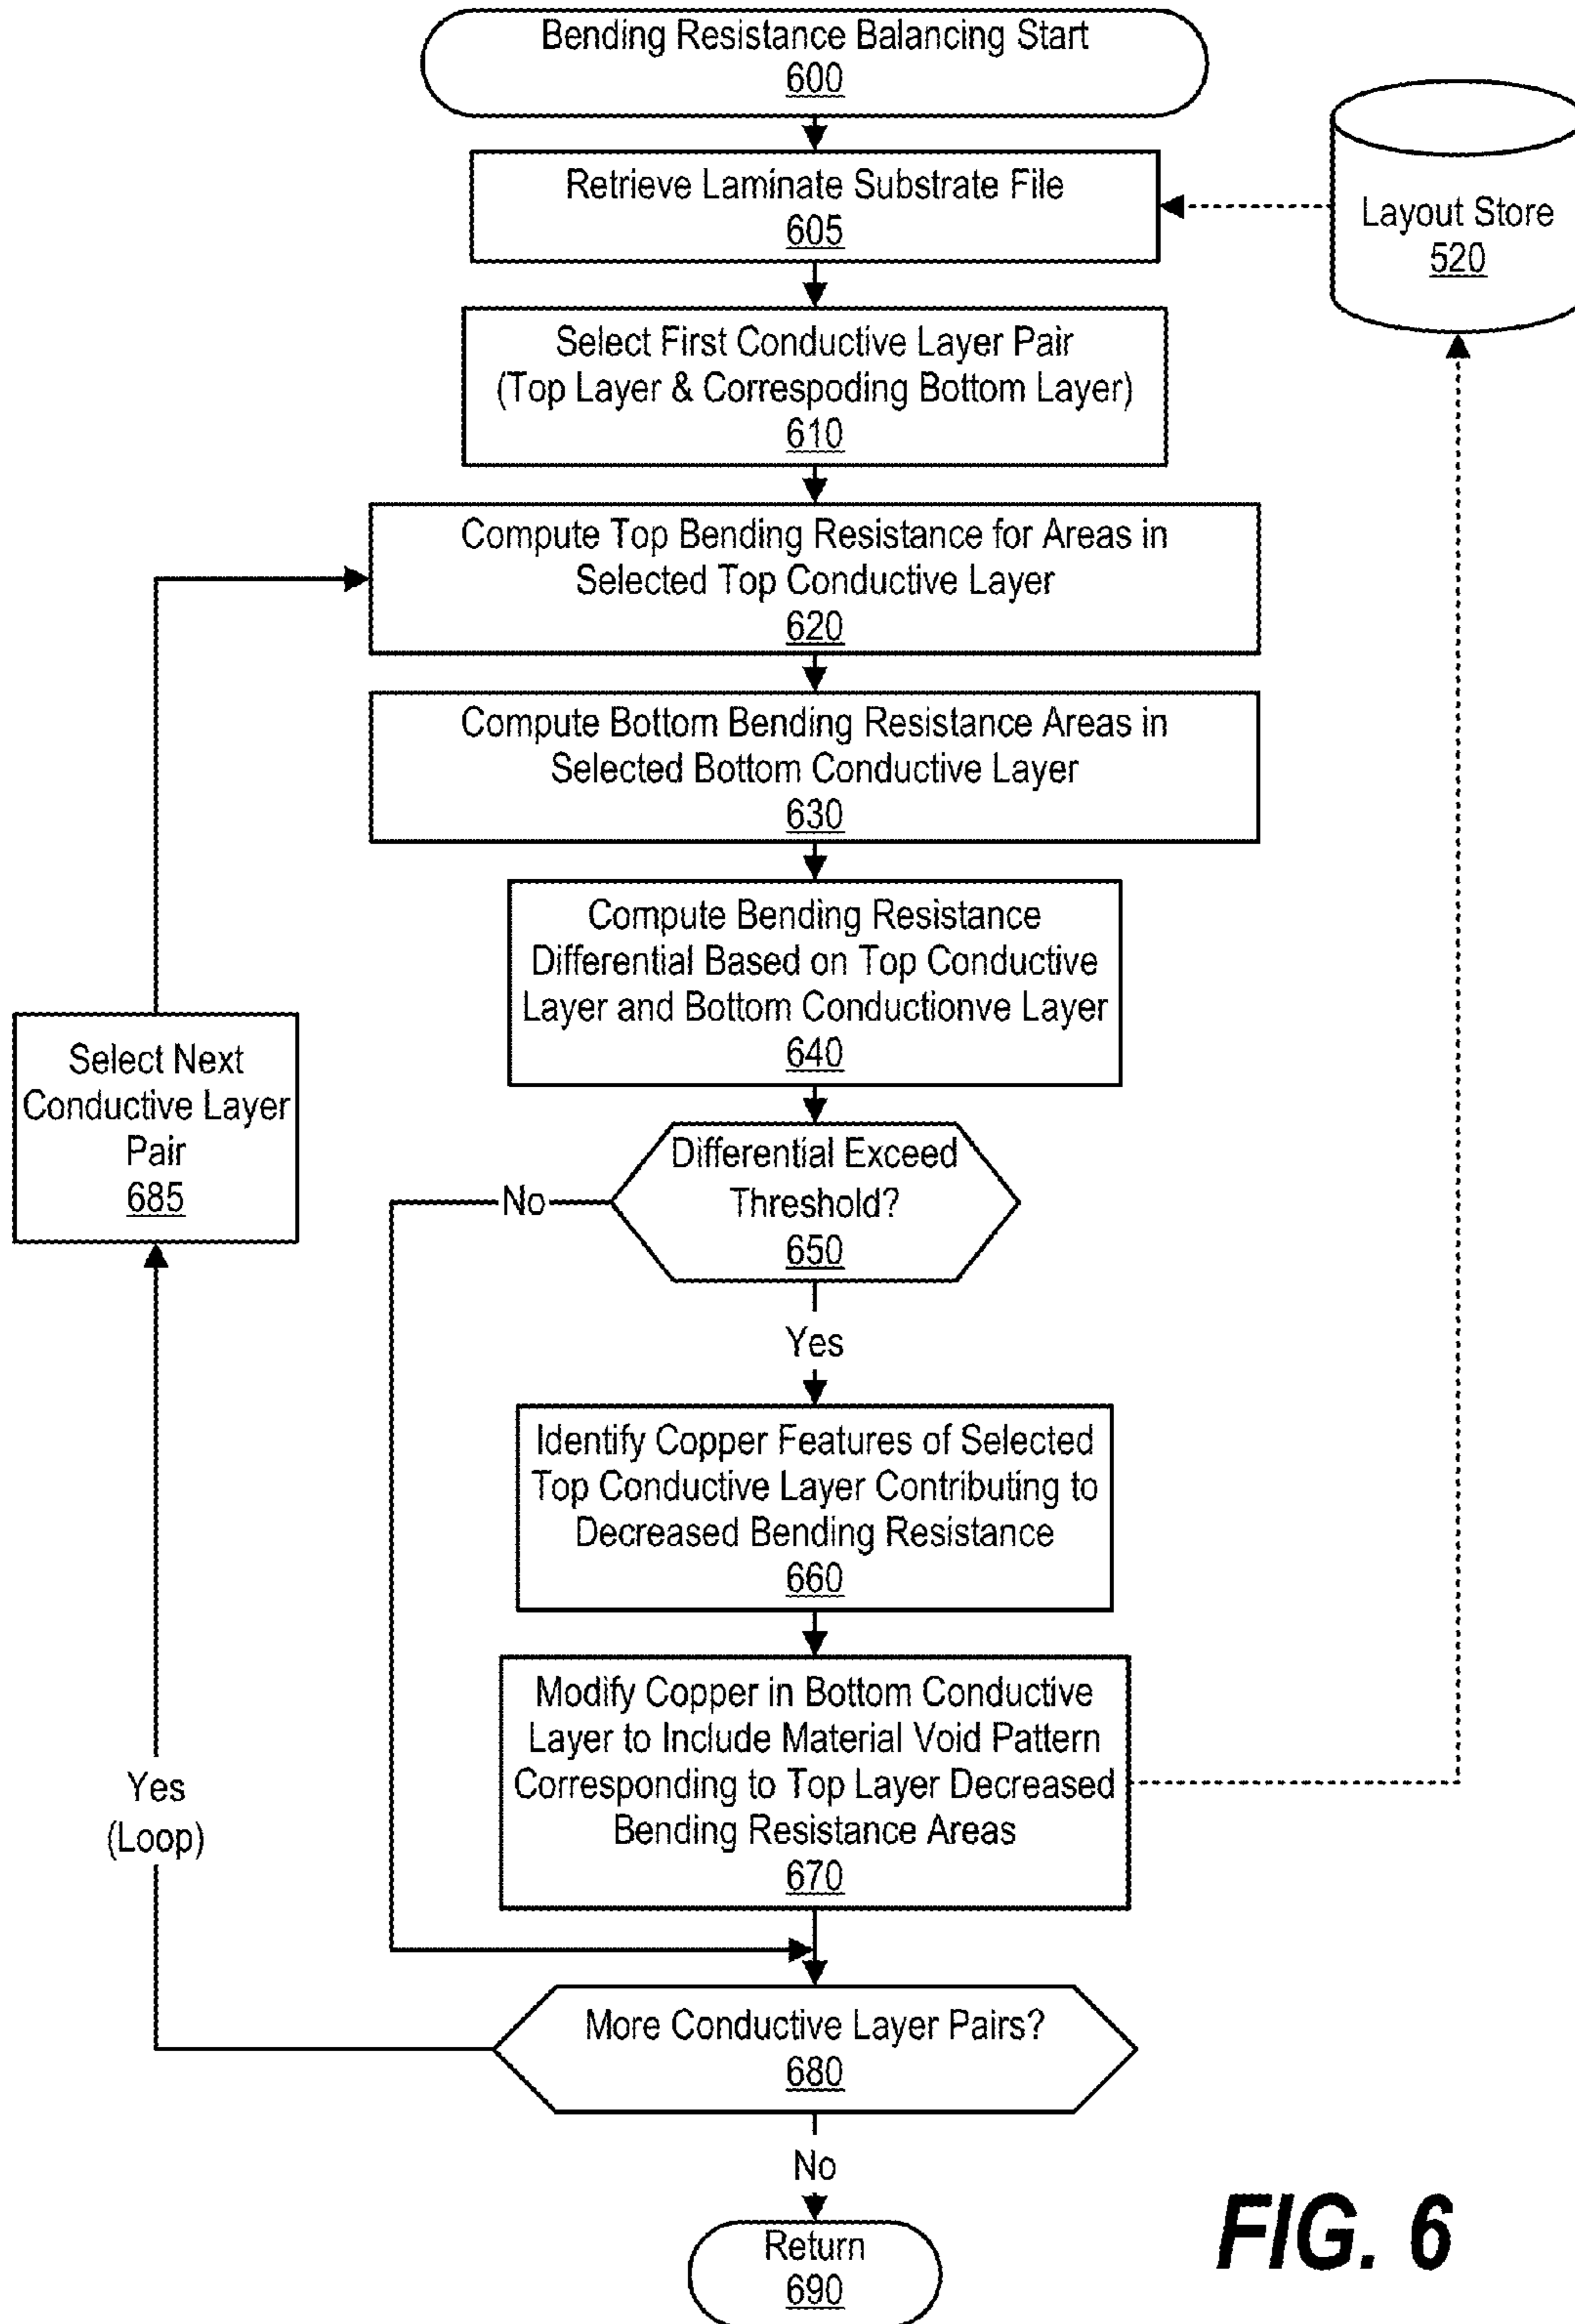 Bending Resistance Balancing Start
600
Retrieve Laminate Substrate File
605
Layout Store
520
Select First Conductive Layer Pair
(Top Layer & Correspoding Bottom Layer)
610
Compute Top Bending Resistance for Areas in
Selected Top Conductive Layer
620
Compute Bottom Bending Resistance Areas in
Selected Bottom Conductive Layer
630
Compute Bending Resistance
Differential Based on Top Conductive
Layer and Bottom Conductionve Layer
640
Select Next
Conductive Layer
Pair
685
Differential Exceed
Threshold?
650
No
Yes
Identify Copper Features of Selected
Top Conductive Layer Contributing to
Decreased Bending Resistance
660
Modify Copper in Bottom Conductive
Layer to Include Material Void Pattern
Corresponding to Top Layer Decreased
Bending Resistance Areas
670
Yes
(Loop)
More Conductive Layer Pairs?
680
No
Return
690
FIG. 6